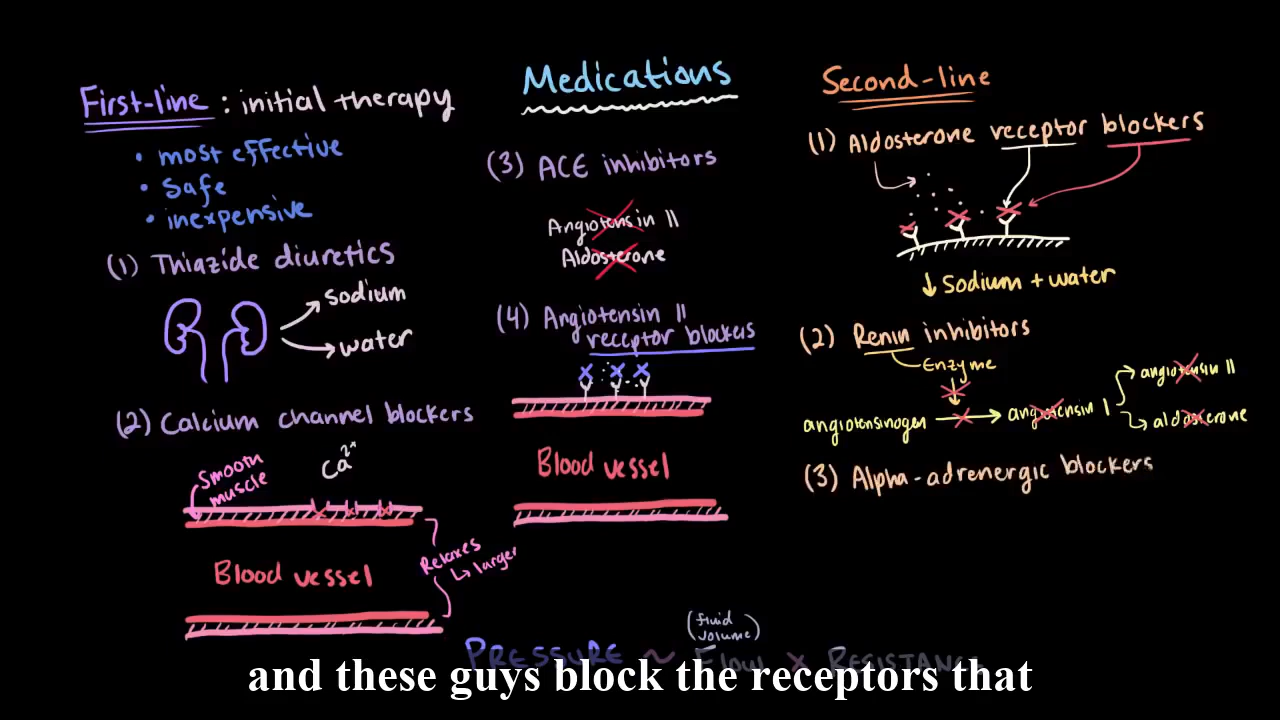 First-line : initial therapy
• most effective
• Safe
• inexpensive
(1) Thiazide diuretics
sodium
water
(2) Calcium channel blockers
Smooth
muscle
Ca2+
Blood vessel
Relaxes
↳ larger
Medications
(3) ACE inhibitors
Angiotensin II
Aldosterone
(4) Angiotensin II
receptor blockers
Blood vessel
Second-line
(1) Aldosterone receptor blockers
↓ Sodium + water
(2) Renin inhibitors
Enzyme
angiotensinogen → angiotensin I
angiotensin II
aldosterone
(3) Alpha-adrenergic blockers
(fluid
volume)
PRESSURE ~ FLOW x RESISTANCE
and these guys block the receptors that